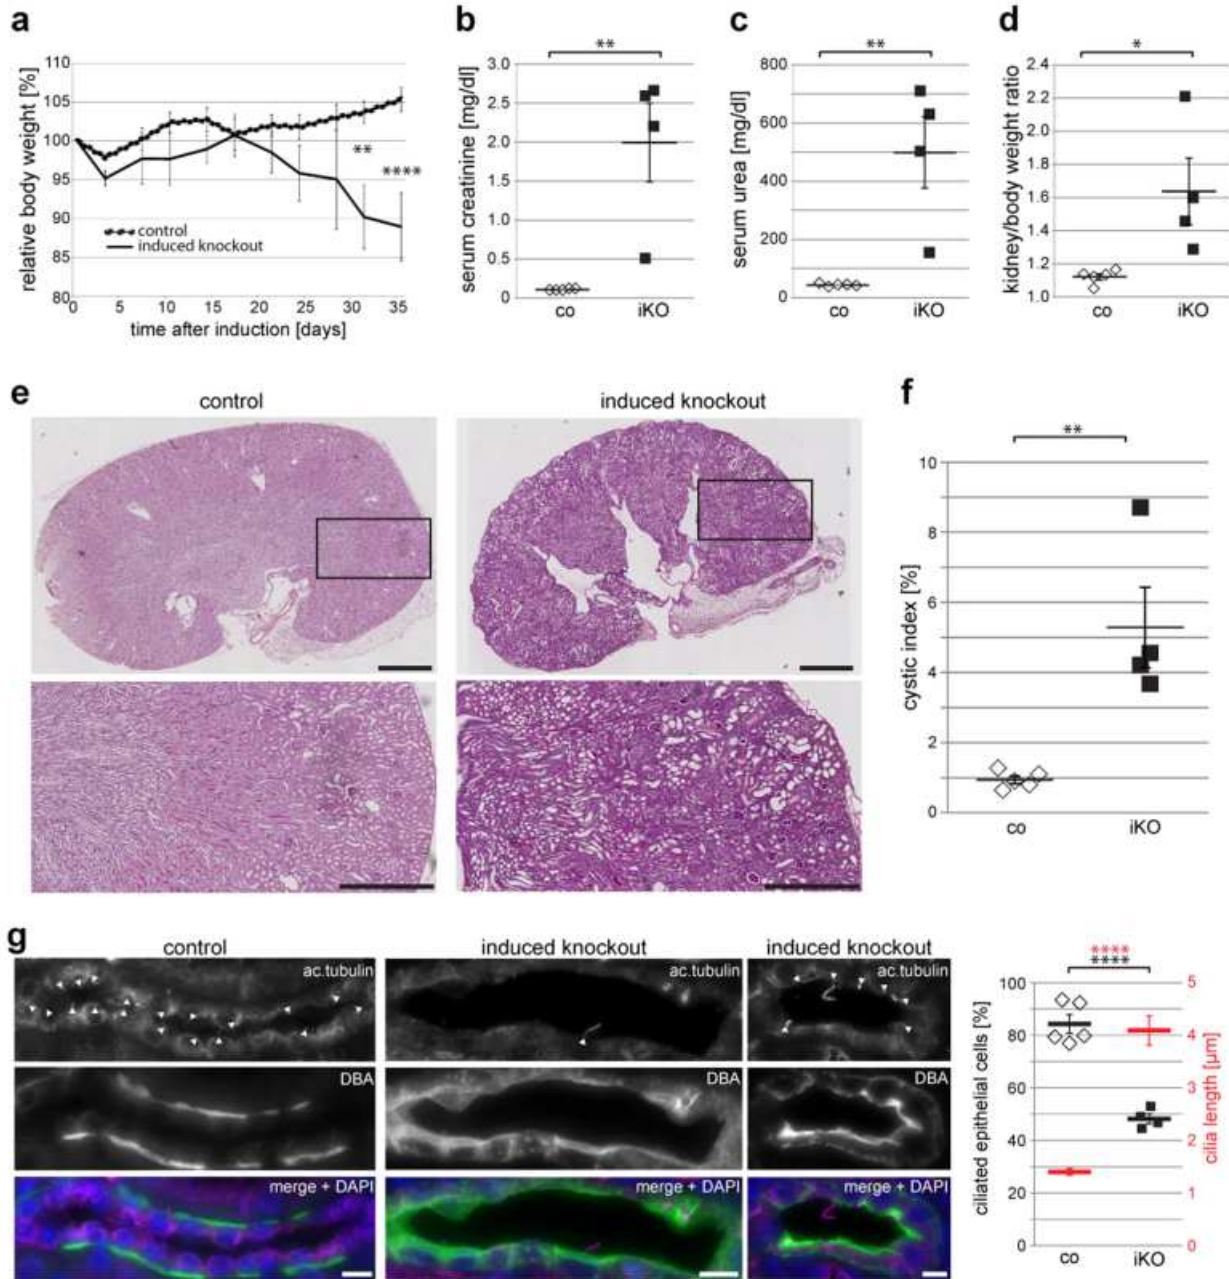 a
relative body weight [%]
110
105
100
95
90
85
80
**
****
control
induced knockout
0 5 10 15 20 25 30 35
time after induction [days]
b
**
serum creatinine [mg/dl]
3.0
2.5
2.0
1.5
1.0
0.5
0
co iKO
c
**
serum urea [mg/dl]
800
600
400
200
0
co iKO
d
*
kidney/body weight ratio
2.4
2.2
2.0
1.8
1.6
1.4
1.2
1.0
co iKO
e
control induced knockout
f
**
cystic index [%]
10
8
6
4
2
0
co iKO
g
control induced knockout induced knockout
ac.tubulin ac.tubulin ac.tubulin
DBA DBA DBA
merge + DAPI merge + DAPI merge + DAPI
****
****
ciliated epithelial cells [%]
100
80
60
40
20
0
5
4
3
2
1
0
cilia length [µm]
co iKO